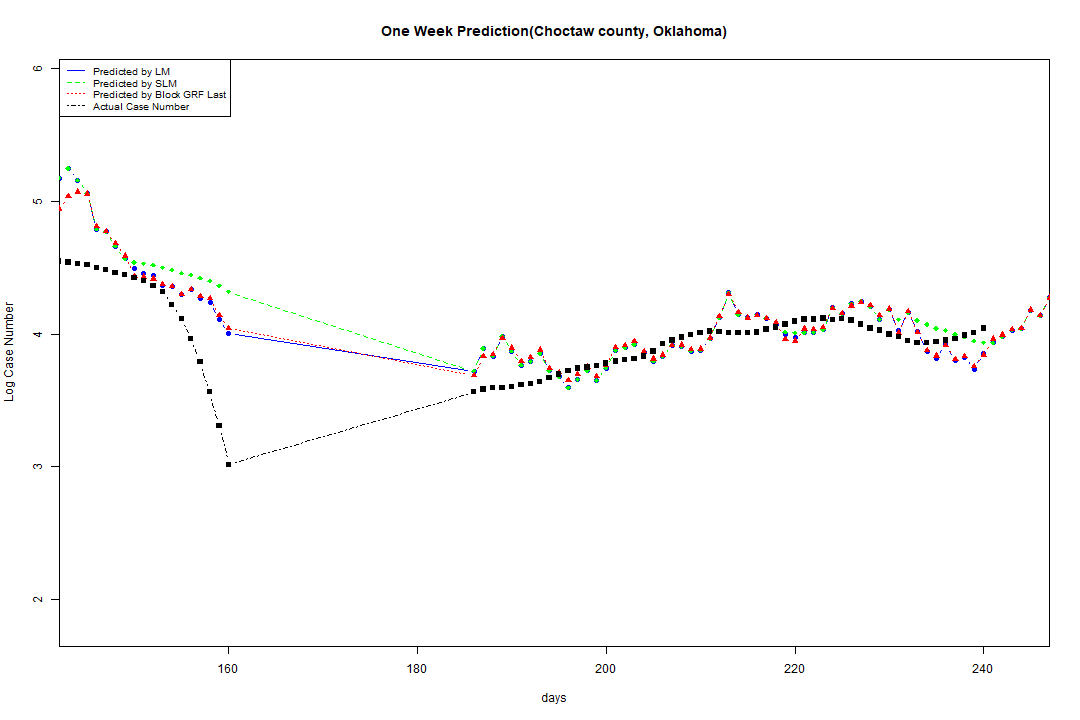 One Week Prediction(Choctaw county, Oklahoma)
Predicted by LM
Predicted by SLM
Predicted by Block GRF Last
Actual Case Number
6
5
4
3
2
Log Case Number
160 180 200 220 240
days